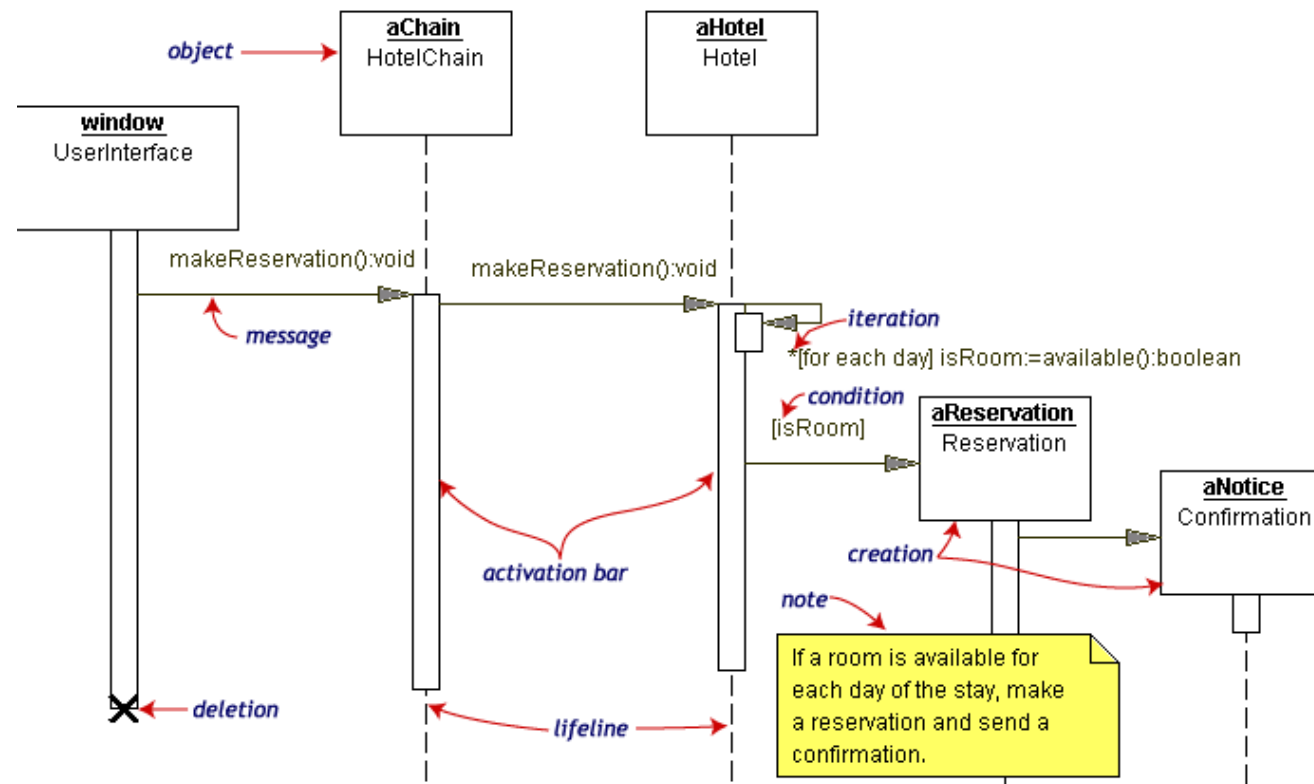 object
aChain
HotelChain
aHotel
Hotel
window
UserInterface
makeReservation():void
makeReservation():void
message
iteration
*[for each day] isRoom:=available():boolean
condition
[isRoom]
aReservation
Reservation
aNotice
Confirmation
activation bar
creation
note
If a room is available for
each day of the stay, make
a reservation and send a
confirmation.
deletion
lifeline